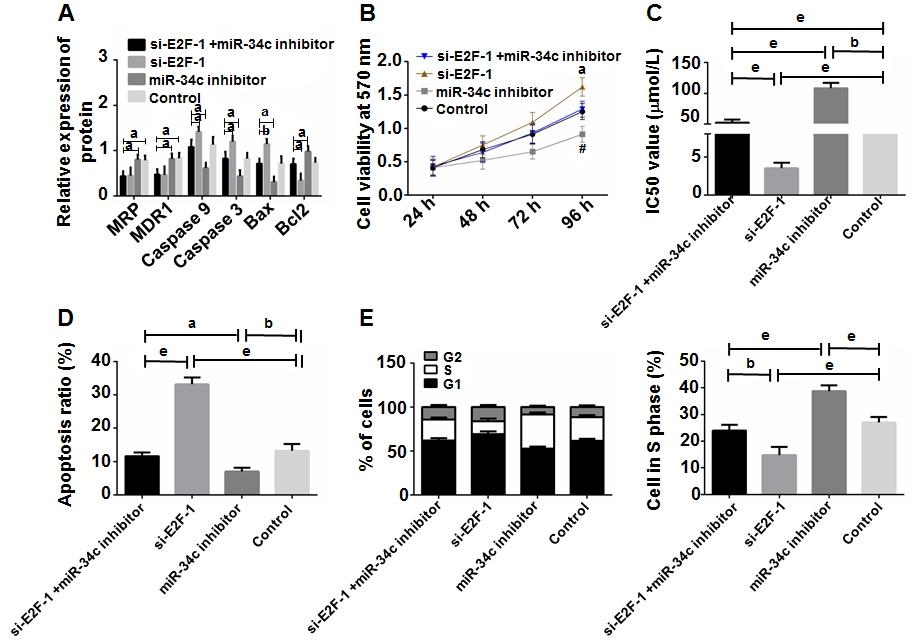 A
Relative expression of
protein
si-E2F-1 +miR-34c inhibitor
si-E2F-1
miR-34c inhibitor
Control
3
2
1
0
a
a
a
a
a
a
a
a
a
b
a
a
MRP
MDR1
Caspase 9
Caspase 3
Bax
Bcl2
B
Cell viability at 570 nm
si-E2F-1 +miR-34c inhibitor
si-E2F-1
miR-34c inhibitor
Control
2.0
1.5
1.0
0.5
0.0
a
#
24 h
48 h
72 h
96 h
C
IC50 value (μmol/L)
150
100
50
8
6
4
2
0
e
e
b
e
e
si-E2F-1 +miR-34c inhibitor
si-E2F-1
miR-34c inhibitor
Control
D
Apoptosis ratio (%)
40
30
20
10
0
a
b
e
e
si-E2F-1 +miR-34c inhibitor
si-E2F-1
miR-34c inhibitor
Control
E
% of cells
G2
S
G1
150
100
50
0
si-E2F-1 +miR-34c inhibitor
si-E2F-1
miR-34c inhibitor
Control
Cell in S phase (%)
50
40
30
20
10
0
e
e
b
e
si-E2F-1 +miR-34c inhibitor
si-E2F-1
miR-34c inhibitor
Control